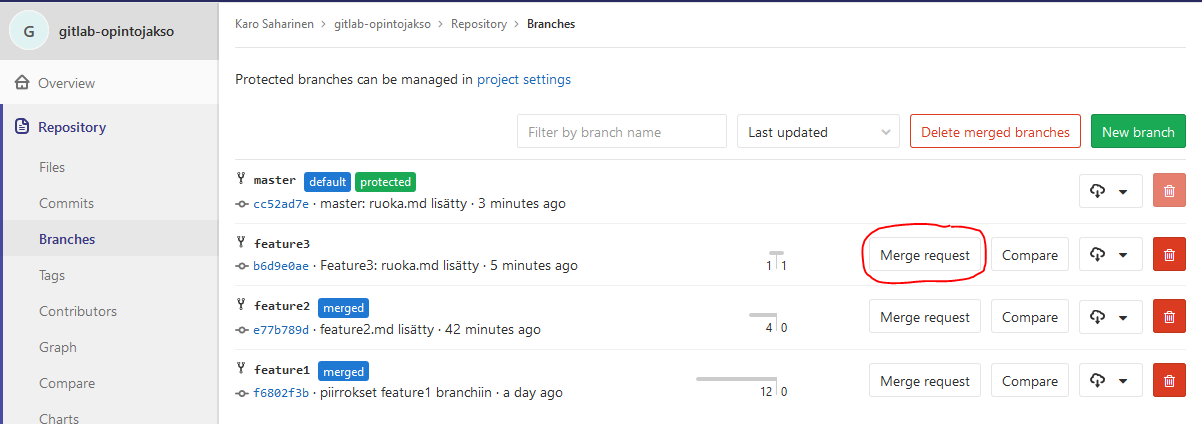 G gitlab-opintojakso
Overview
Repository
Files
Commits
Branches
Tags
Contributors
Graph
Compare
Charts
Karo Saharinen > gitlab-opintojakso > Repository > Branches
Protected branches can be managed in project settings
Filter by branch name Last updated Delete merged branches New branch
master default protected
cc52ad7e · master: ruoka.md lisätty · 3 minutes ago
feature3
b6d9e0ae · Feature3: ruoka.md lisätty · 5 minutes ago 1 1 Merge request Compare
feature2 merged
e77b789d · feature2.md lisätty · 42 minutes ago 4 0 Merge request Compare
feature1 merged
f6802f3b · piirrokset feature1 branchiin · a day ago 12 0 Merge request Compare